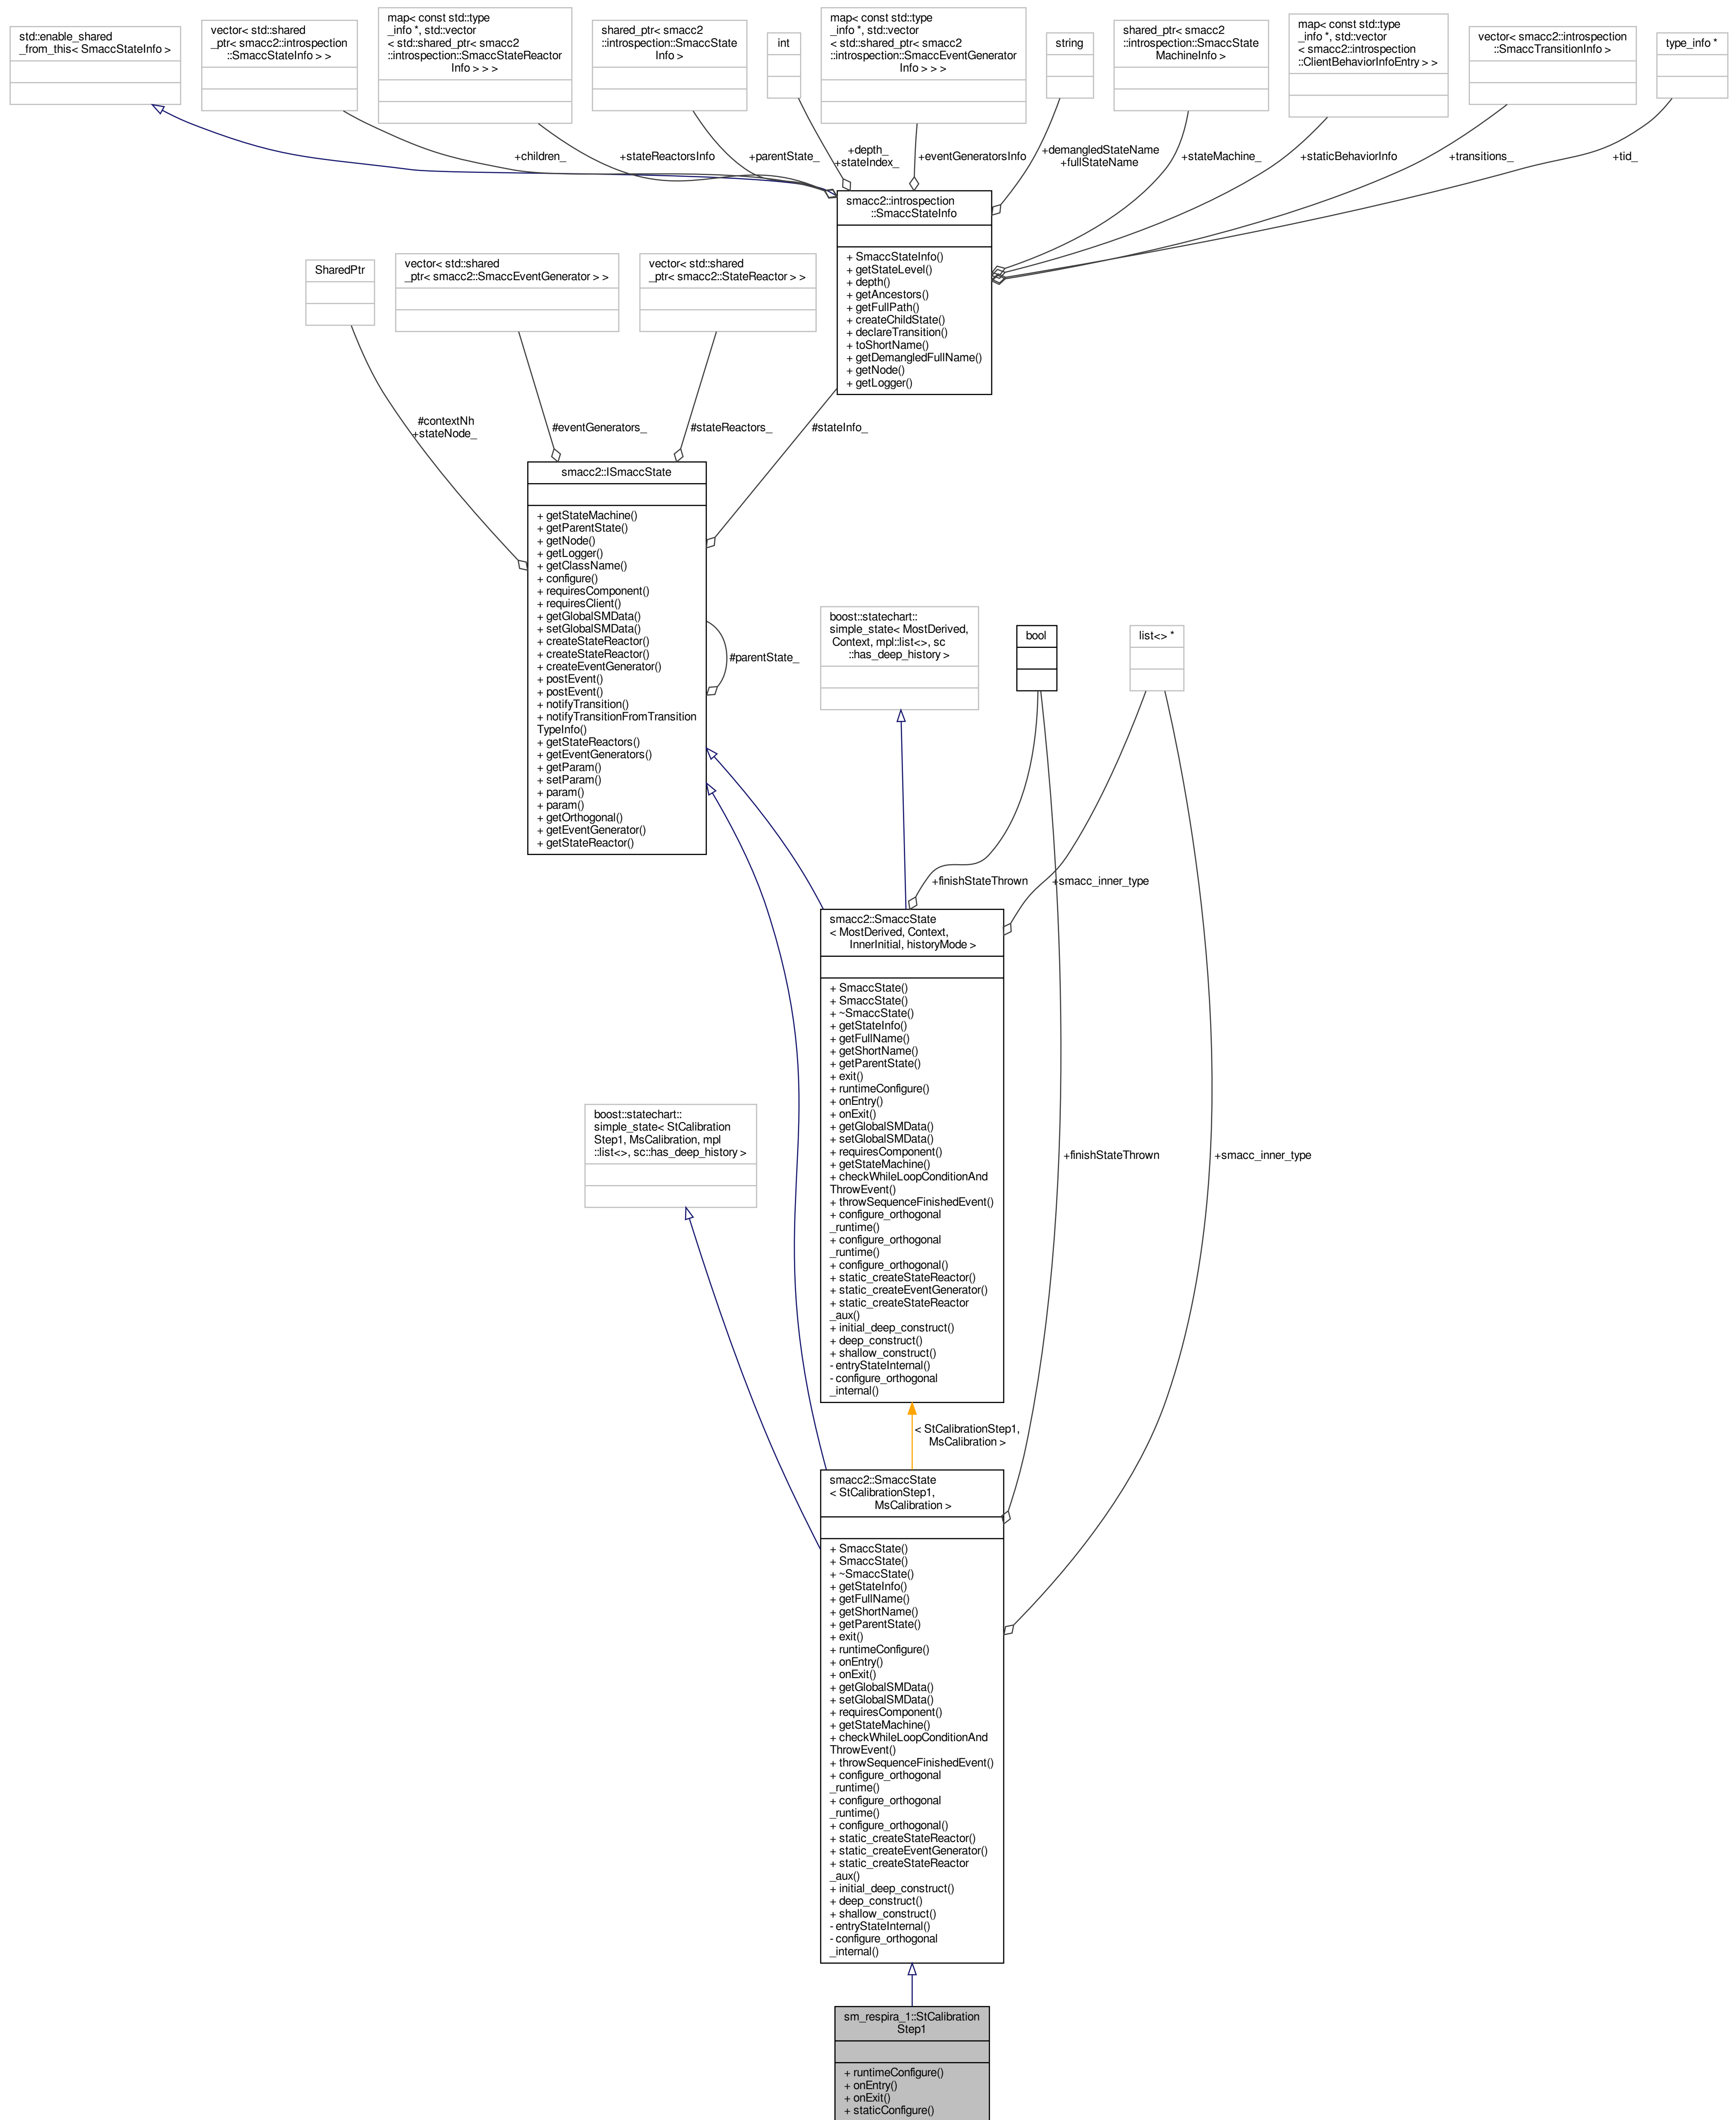 std::enable_shared
_from_this< SmaccStateInfo >
vector< std::shared
_ptr< smacc2::introspection
::SmaccStateInfo > >
map< const std::type
_info *, std::vector
< std::shared_ptr< smacc2
::introspection::SmaccStateReactor
Info > > >
shared_ptr< smacc2
::introspection::SmaccState
Info >
int
map< const std::type
_info *, std::vector
< std::shared_ptr< smacc2
::introspection::SmaccEventGenerator
Info > > >
string
shared_ptr< smacc2
::introspection::SmaccState
MachineInfo >
map< const std::type
_info *, std::vector
< smacc2::introspection
::ClientBehaviorInfoEntry > >
vector< smacc2::introspection
::SmaccTransitionInfo >
type_info *
+children_
+stateReactorsInfo
+parentState_
+depth_
+stateIndex_
+eventGeneratorsInfo
+demangledStateName
+fullStateName
+stateMachine_
+staticBehaviorInfo
+transitions_
+tid_
smacc2::introspection
::SmaccStateInfo
+ SmaccStateInfo()
+ getStateLevel()
+ depth()
+ getAncestors()
+ getFullPath()
+ createChildState()
+ declareTransition()
+ toShortName()
+ getDemangledFullName()
+ getNode()
+ getLogger()
SharedPtr
vector< std::shared
_ptr< smacc2::SmaccEventGenerator > >
vector< std::shared
_ptr< smacc2::StateReactor > >
#contextNh
+stateNode_
#eventGenerators_
#stateReactors_
#stateInfo_
smacc2::ISmaccState
+ getStateMachine()
+ getParentState()
+ getNode()
+ getLogger()
+ getClassName()
+ configure()
+ requiresComponent()
+ requiresClient()
+ getGlobalSMData()
+ setGlobalSMData()
+ createStateReactor()
+ createStateReactor()
+ createEventGenerator()
+ postEvent()
+ postEvent()
+ notifyTransition()
+ notifyTransitionFromTransition
TypeInfo()
+ getStateReactors()
+ getEventGenerators()
+ getParam()
+ setParam()
+ param()
+ param()
+ getOrthogonal()
+ getEventGenerator()
+ getStateReactor()
#parentState_
boost::statechart::
simple_state< MostDerived,
Context, mpl::list<>, sc
::has_deep_history >
bool
list<> *
+finishStateThrown
+smacc_inner_type
smacc2::SmaccState
< MostDerived, Context,
InnerInitial, historyMode >
+ SmaccState()
+ SmaccState()
+ ~SmaccState()
+ getStateInfo()
+ getFullName()
+ getShortName()
+ getParentState()
+ exit()
+ runtimeConfigure()
+ onEntry()
+ onExit()
+ getGlobalSMData()
+ setGlobalSMData()
+ requiresComponent()
+ getStateMachine()
+ checkWhileLoopConditionAnd
ThrowEvent()
+ throwSequenceFinishedEvent()
+ configure_orthogonal
_runtime()
+ configure_orthogonal
_runtime()
+ configure_orthogonal()
+ static_createStateReactor()
+ static_createEventGenerator()
+ static_createStateReactor
_aux()
+ initial_deep_construct()
+ deep_construct()
+ shallow_construct()
- entryStateInternal()
- configure_orthogonal
_internal()
boost::statechart::
simple_state< StCalibration
Step1, MsCalibration, mpl
::list<>, sc::has_deep_history >
+finishStateThrown
+smacc_inner_type
< StCalibrationStep1,
MsCalibration >
smacc2::SmaccState
< StCalibrationStep1,
MsCalibration >
+ SmaccState()
+ SmaccState()
+ ~SmaccState()
+ getStateInfo()
+ getFullName()
+ getShortName()
+ getParentState()
+ exit()
+ runtimeConfigure()
+ onEntry()
+ onExit()
+ getGlobalSMData()
+ setGlobalSMData()
+ requiresComponent()
+ getStateMachine()
+ checkWhileLoopConditionAnd
ThrowEvent()
+ throwSequenceFinishedEvent()
+ configure_orthogonal
_runtime()
+ configure_orthogonal
_runtime()
+ configure_orthogonal()
+ static_createStateReactor()
+ static_createEventGenerator()
+ static_createStateReactor
_aux()
+ initial_deep_construct()
+ deep_construct()
+ shallow_construct()
- entryStateInternal()
- configure_orthogonal
_internal()
sm_respira_1::StCalibration
Step1
+ runtimeConfigure()
+ onEntry()
+ onExit()
+ staticConfigure()